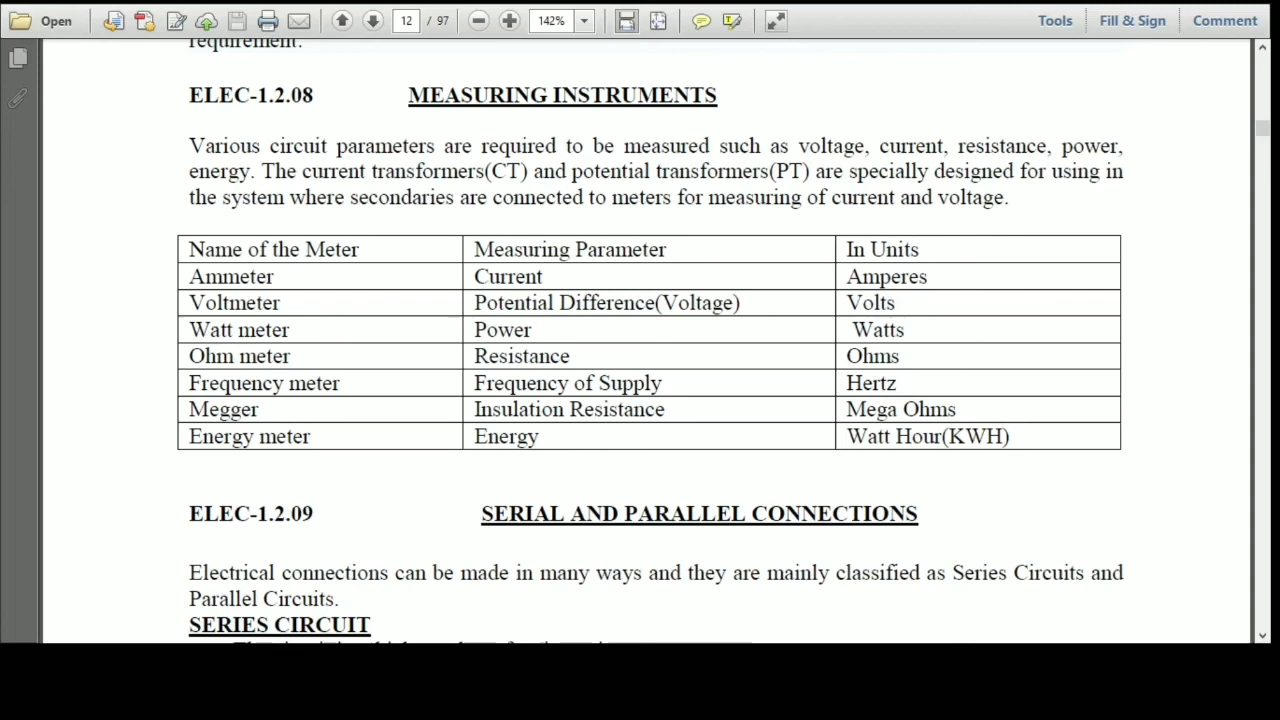 Open 12 / 97 142% Tools Fill & Sign Comment
requirement.
ELEC-1.2.08 MEASURING INSTRUMENTS
Various circuit parameters are required to be measured such as voltage, current, resistance, power,
energy. The current transformers(CT) and potential transformers(PT) are specially designed for using in
the system where secondaries are connected to meters for measuring of current and voltage.
Name of the Meter Measuring Parameter In Units
Ammeter Current Amperes
Voltmeter Potential Difference(Voltage) Volts
Watt meter Power Watts
Ohm meter Resistance Ohms
Frequency meter Frequency of Supply Hertz
Megger Insulation Resistance Mega Ohms
Energy meter Energy Watt Hour(KWH)
ELEC-1.2.09 SERIAL AND PARALLEL CONNECTIONS
Electrical connections can be made in many ways and they are mainly classified as Series Circuits and
Parallel Circuits.
SERIES CIRCUIT